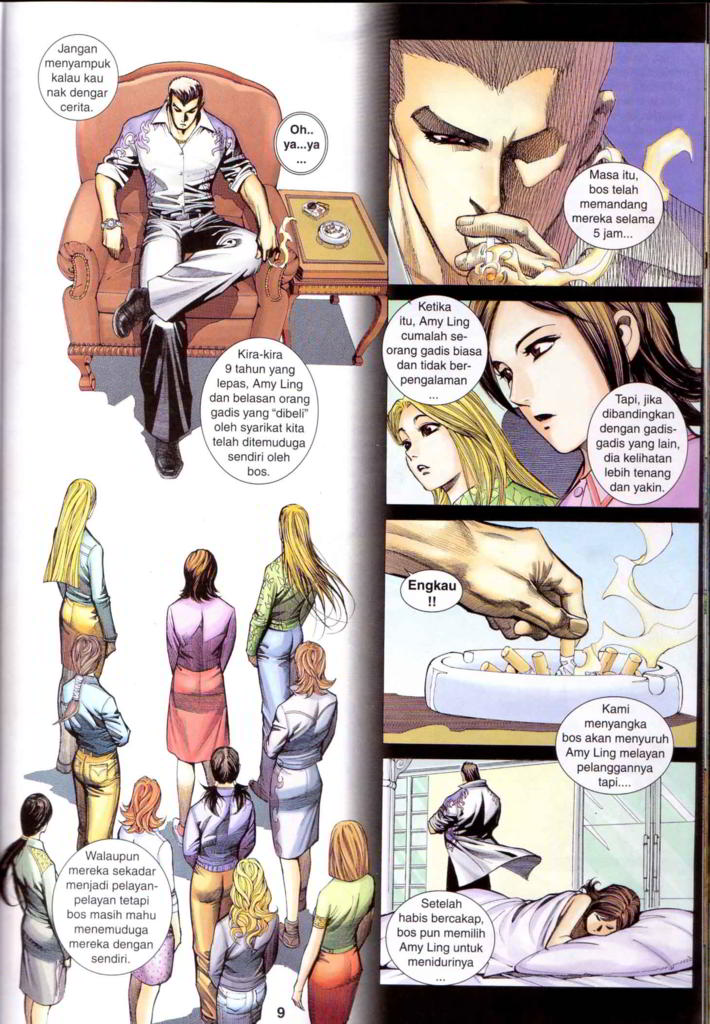 Jangan
menyampuk
kalau kau
nak dengar
cerita.
Oh..
ya...ya
...
Kira-kira
9 tahun yang
lepas, Amy Ling
dan belasan orang
gadis yang "dibeli"
oleh syarikat kita
telah ditemuduga
sendiri oleh
bos.
Walaupun
mereka sekadar
menjadi pelayan-
pelayan tetapi
bos masih mahu
menemuduga
mereka dengan
sendiri.
9
Masa itu,
bos telah
memandang
mereka selama
5 jam...
Ketika
itu, Amy Ling
cumalah se-
orang gadis biasa
dan tidak ber-
pengalaman
...
Tapi, jika
dibandingkan
dengan gadis-
gadis yang lain,
dia kelihatan
lebih tenang
dan yakin.
Engkau
!!
Kami
menyangka
bos akan menyuruh
Amy Ling melayan
pelanggannya
tapi....
Setelah
habis bercakap,
bos pun memilih
Amy Ling untuk
menidurinya
...